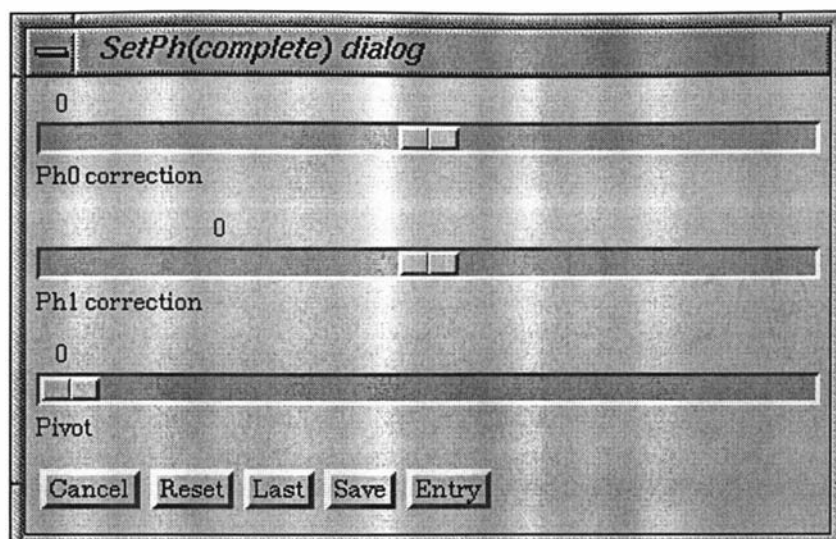 SetPh(complete) dialog
0
Ph0 correction
0
Ph1 correction
0
Pivot
Cancel Reset Last Save Entry